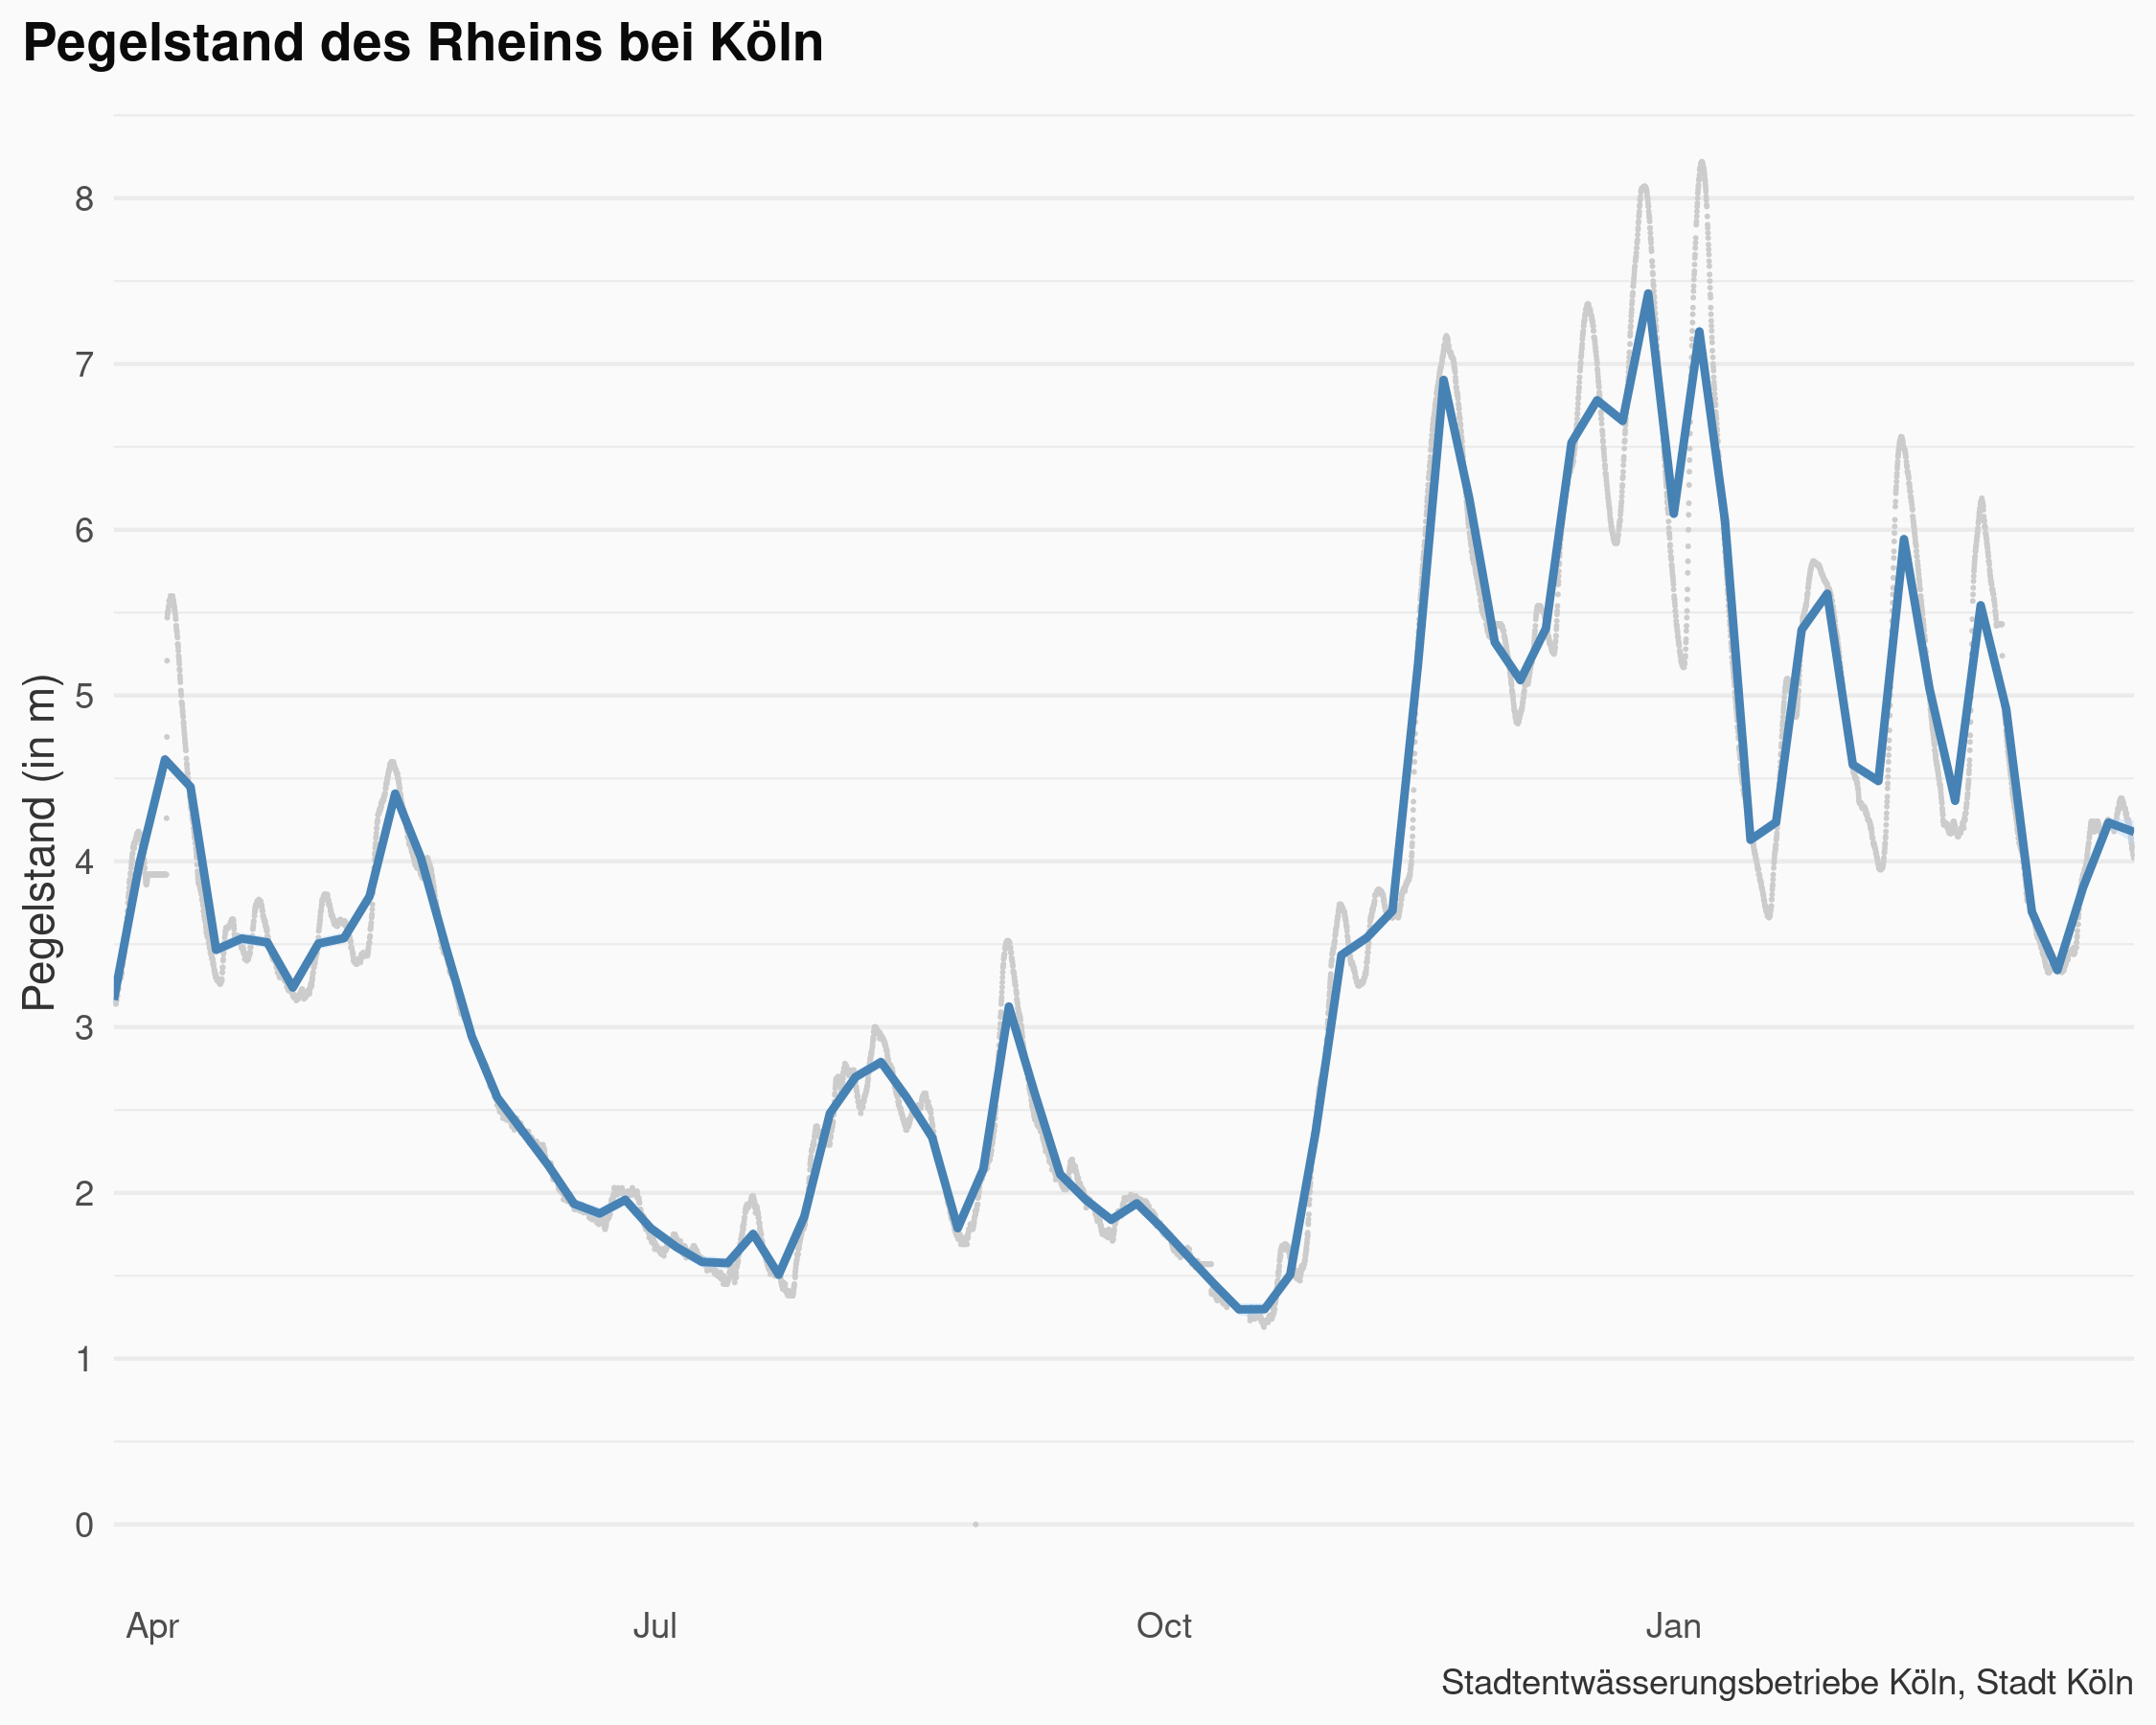 Pegelstand des Rheins bei Köln
Pegelstand (in m)
8
7
6
5
4
3
2
1
0
Apr Jul Oct Jan
Stadtentwässerungsbetriebe Köln, Stadt Köln